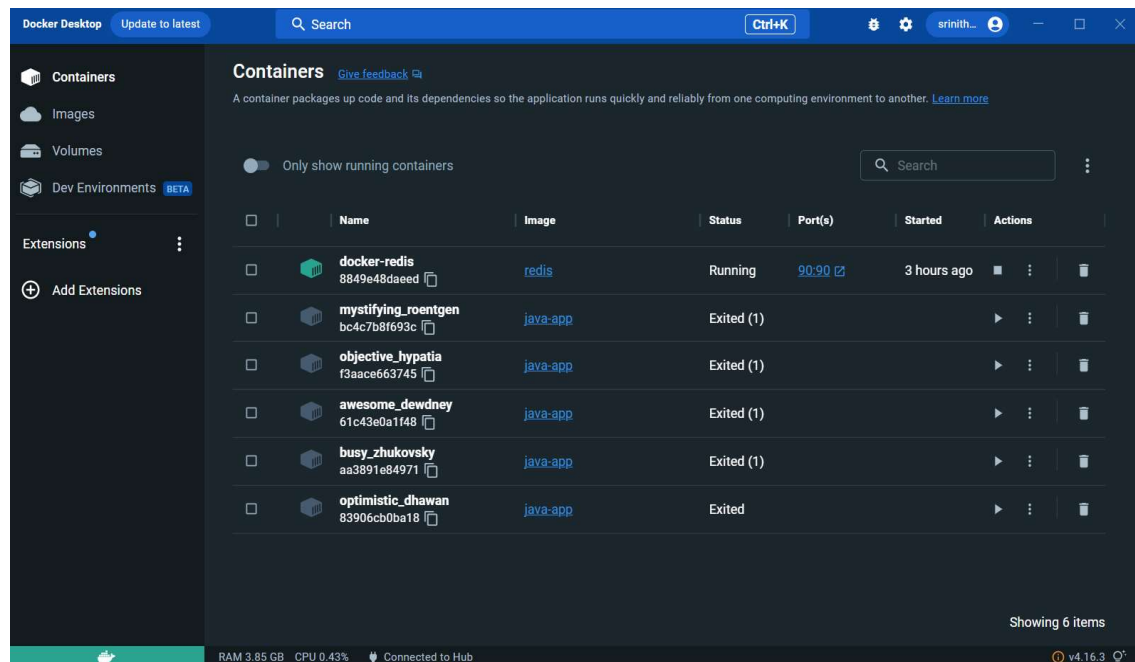 Docker Desktop Update to latest Search Ctrl+K srinith...
Containers
Images
Volumes
Dev Environments BETA
Extensions
Add Extensions
Containers Give feedback
A container packages up code and its dependencies so the application runs quickly and reliably from one computing environment to another. Learn more
Only show running containers Search
Name Image Status Port(s) Started Actions
docker-redis
8849e48daeed redis Running 90:90 3 hours ago
mystifying_roentgen
bc4c7b8f693c java-app Exited (1)
objective_hypatia
f3aace663745 java-app Exited (1)
awesome_dewdney
61c43e0a1f48 java-app Exited (1)
busy_zhukovsky
aa3891e84971 java-app Exited (1)
optimistic_dhawan
83906cb0ba18 java-app Exited
Showing 6 items
RAM 3.85 GB CPU 0.43% Connected to Hub v4.16.3